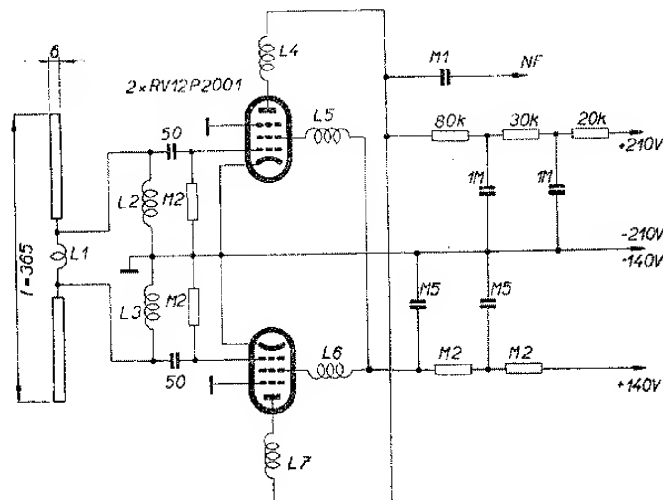 L4
M1
NF
6
2×RV12P2001
50
L5
80k
30k
20k
+210V
L2
M2
1M
1M
L1
-210V
-140V
l=365
L3
M2
M5
M5
50
L6
M2
M2
+140V
L7